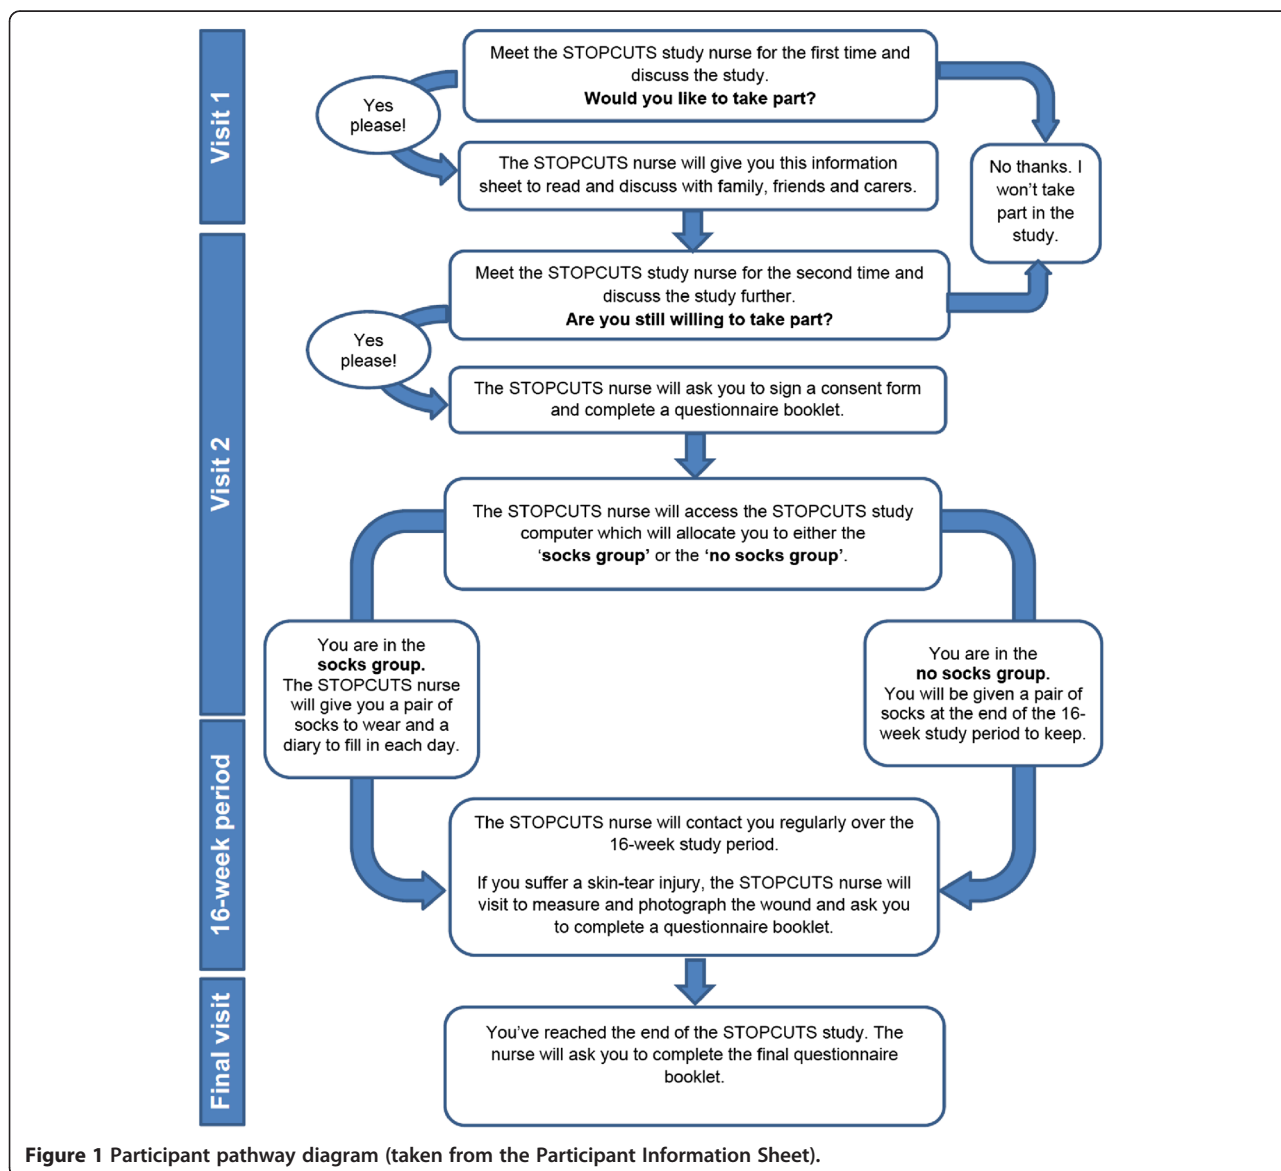 Visit 1
Meet the STOPCUTS study nurse for the first time and
discuss the study.
Would you like to take part?
Yes
please!
The STOPCUTS nurse will give you this information
sheet to read and discuss with family, friends and carers.
No thanks. I
won't take
part in the
study.
Visit 2
Meet the STOPCUTS study nurse for the second time and
discuss the study further.
Are you still willing to take part?
Yes
please!
The STOPCUTS nurse will ask you to sign a consent form
and complete a questionnaire booklet.
The STOPCUTS nurse will access the STOPCUTS study
computer which will allocate you to either the
‘socks group’ or the ‘no socks group’.
You are in the
socks group.
The STOPCUTS nurse
will give you a pair of
socks to wear and a
diary to fill in each day.
You are in the
no socks group.
You will be given a pair of
socks at the end of the 16-
week study period to keep.
16-week period
The STOPCUTS nurse will contact you regularly over the
16-week study period.
If you suffer a skin-tear injury, the STOPCUTS nurse will
visit to measure and photograph the wound and ask you
to complete a questionnaire booklet.
Final visit
You've reached the end of the STOPCUTS study. The
nurse will ask you to complete the final questionnaire
booklet.
Figure 1 Participant pathway diagram (taken from the Participant Information Sheet).